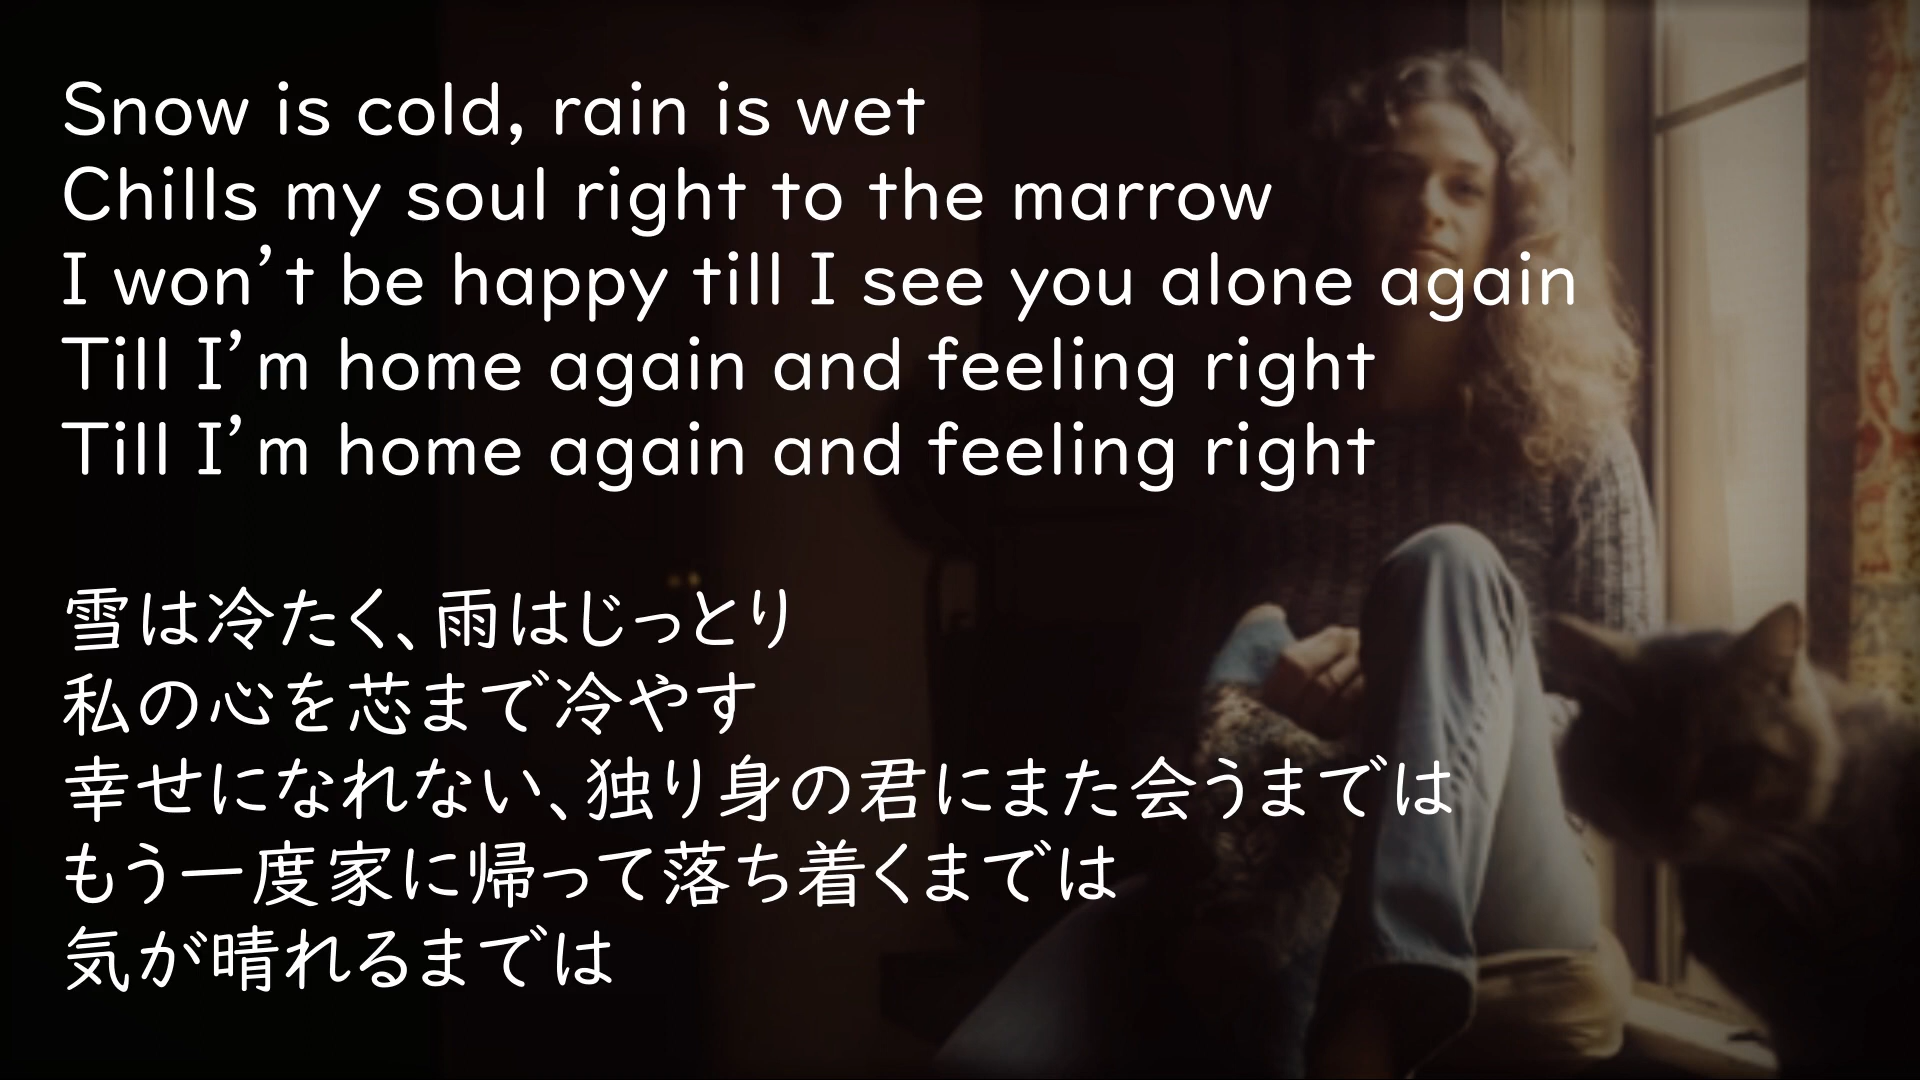 Snow is cold, rain is wet
Chills my soul right to the marrow
I won’t be happy till I see you alone again
Till I’m home again and feeling right
Till I’m home again and feeling right
雪は冷たく、雨はじっとり
私の心を芯まで冷やす
幸せになれない、独り身の君にまた会うまでは
もう一度家に帰って落ち着くまでは
気が晴れるまでは